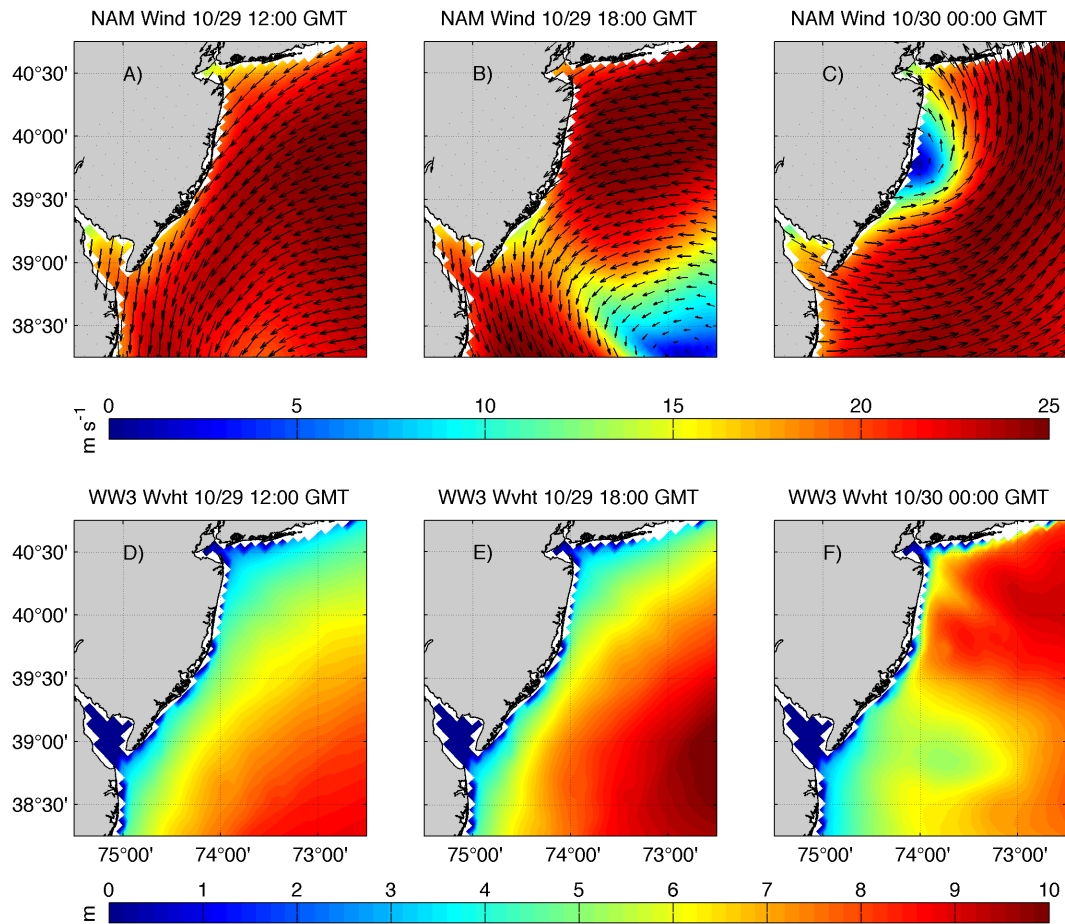 NAM Wind 10/29 12:00 GMT
NAM Wind 10/29 18:00 GMT
NAM Wind 10/30 00:00 GMT
A)
B)
C)
40°30'
40°00'
39°30'
39°00'
38°30'
0 5 10 15 20 25
m s-1
WW3 Wvht 10/29 12:00 GMT
WW3 Wvht 10/29 18:00 GMT
WW3 Wvht 10/30 00:00 GMT
D)
E)
F)
40°30'
40°00'
39°30'
39°00'
38°30'
75°00' 74°00' 73°00'
75°00' 74°00' 73°00'
75°00' 74°00' 73°00'
m
0 1 2 3 4 5 6 7 8 9 10